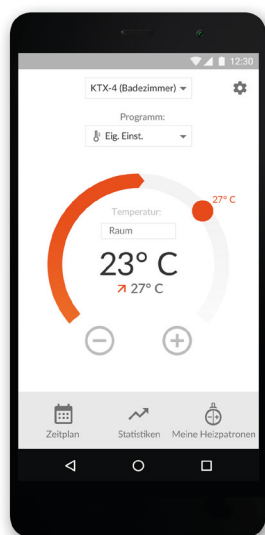 12:30
KTX-4 (Badezimmer)
Programm:
Eig. Einst.
27° C
Temperatur:
Raum
23° C
27° C
Zeitplan
Statistiken
Meine Heizpatronen